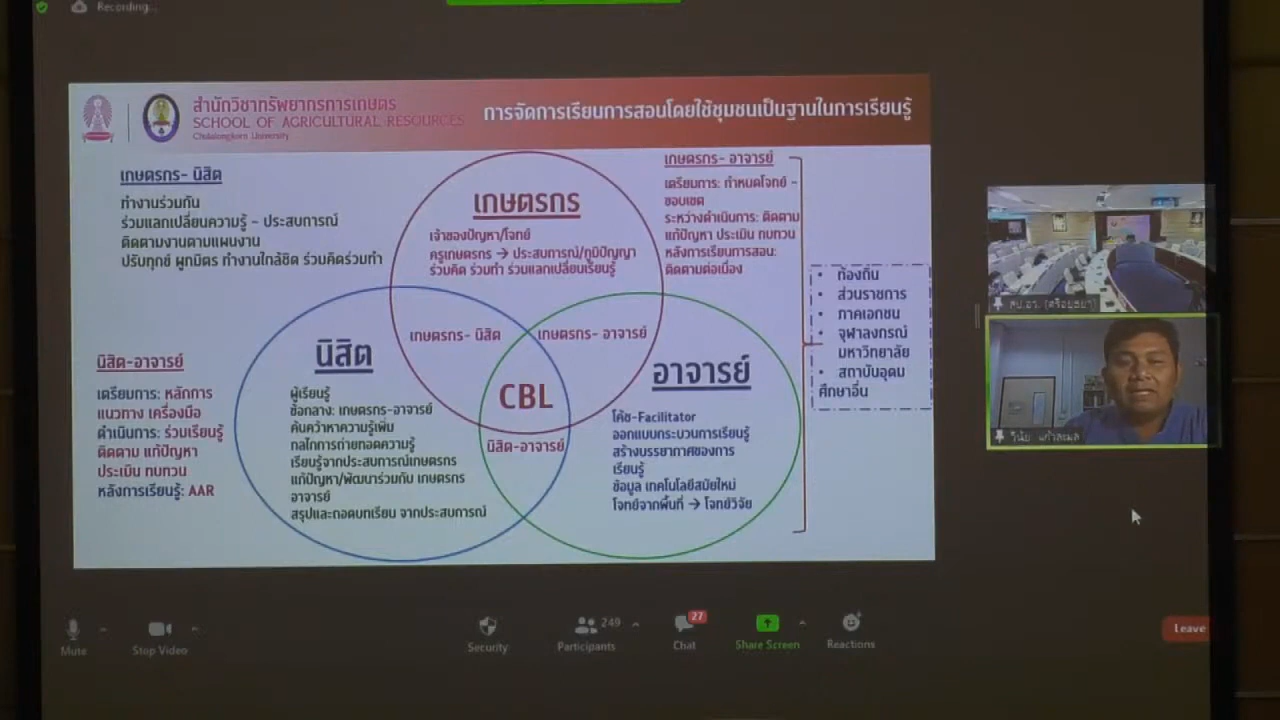 Recording...
สำนักวิชาทรัพยากรการเกษตร
SCHOOL OF AGRICULTURAL RESOURCES
Chulalongkorn University
การจัดการเรียนการสอนโดยใช้ชุมชนเป็นฐานในการเรียนรู้
เกษตรกร- นิสิต
ทำงานร่วมกัน
ร่วมแลกเปลี่ยนความรู้ - ประสบการณ์
ติดตามงานตามแผนงาน
ปรับทุกข์ ผูกมิตร ทำงานใกล้ชิด ร่วมคิดร่วมทำ
เกษตรกร
เจ้าของปัญหา/โจทย์
ครูเกษตรกร → ประสบการณ์/ภูมิปัญญา
ร่วมคิด ร่วมทำ ร่วมแลกเปลี่ยนเรียนรู้
เกษตรกร- อาจารย์
เตรียมการ: กำหนดโจทย์ -
ขอบเขต
ระหว่างดำเนินการ: ติดตาม
แก้ปัญหา ประเมิน ทบทวน
หลังการเรียนการสอน:
ติดตามต่อเนื่อง
• ท้องถิ่น
• ส่วนราชการ
• ภาคเอกชน
• จุฬาลงกรณ์
มหาวิทยาลัย
• สถาบันอุดม
ศึกษาอื่น
เกษตรกร- นิสิต
เกษตรกร- อาจารย์
CBL
นิสิต-อาจารย์
นิสิต-อาจารย์
เตรียมการ: หลักการ
แนวทาง เครื่องมือ
ดำเนินการ: ร่วมเรียนรู้
ติดตาม แก้ปัญหา
ประเมิน ทบทวน
หลังการเรียนรู้: AAR
นิสิต
ผู้เรียนรู้
ข้อกลาง: เกษตรกร-อาจารย์
ค้นคว้าหาความรู้เพิ่ม
กลไกการถ่ายทอดความรู้
เรียนรู้จากประสบการณ์เกษตรกร
แก้ปัญหา/พัฒนาร่วมกับ เกษตรกร
อาจารย์
สรุปและถอดบทเรียน จากประสบการณ์
อาจารย์
โค้ช-Facilitator
ออกแบบกระบวนการเรียนรู้
สร้างบรรยากาศของการ
เรียนรู้
ข้อมูล เทคโนโลยีสมัยใหม่
โจทย์จากพื้นที่ → โจทย์วิจัย
สป.อว. (ศรีอยุธยา)
วินัย แก้วละมล
Mute
Stop Video
Security
249
Participants
27
Chat
Share Screen
Reactions
Leave